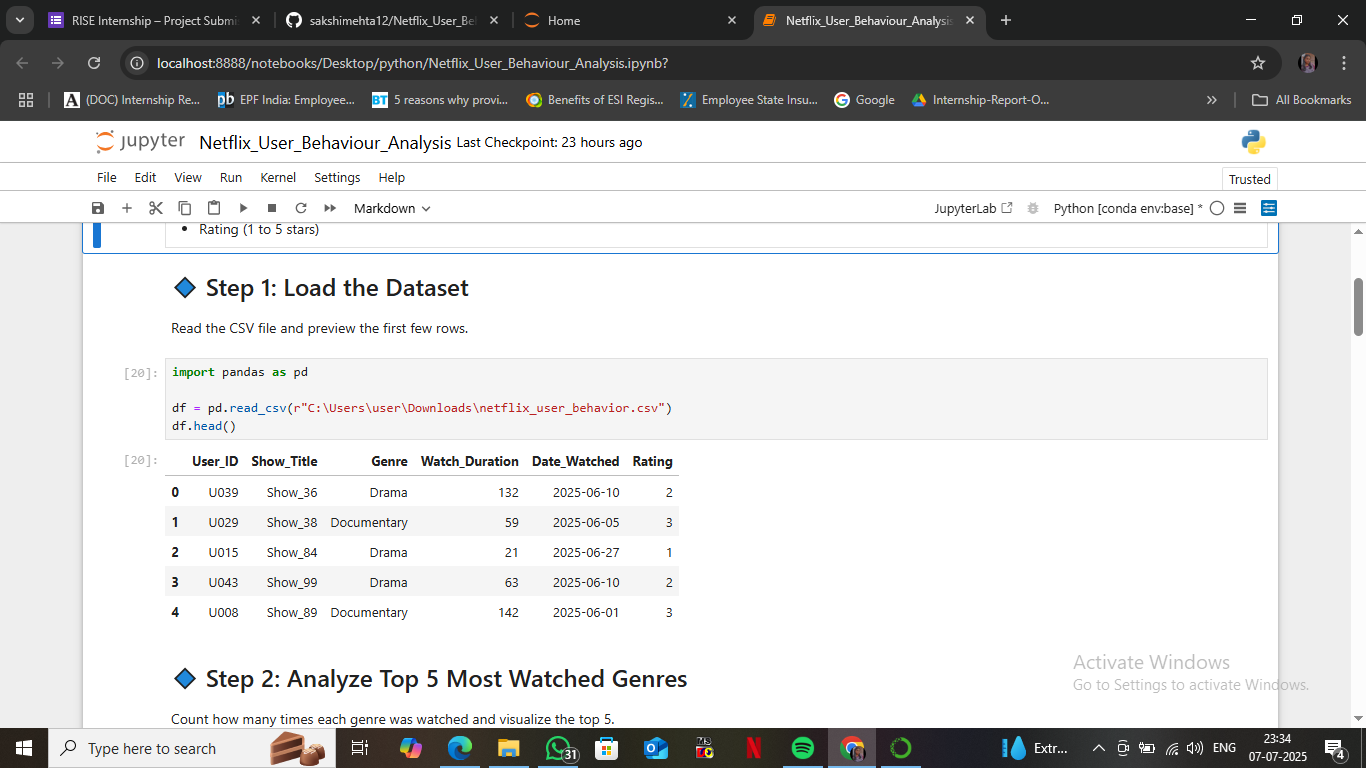 RISE Internship – Project Submi
sakshimehta12/Netflix_User_Be
Home
Netflix_User_Behaviour_Analysis
localhost:8888/notebooks/Desktop/python/Netflix_User_Behaviour_Analysis.ipynb?
(DOC) Internship Re...
EPF India: Employee...
BT 5 reasons why provi...
Benefits of ESI Regis...
Employee State Insu...
Google
Internship-Report-O...
All Bookmarks
jupyter Netflix_User_Behaviour_Analysis Last Checkpoint: 23 hours ago
File Edit View Run Kernel Settings Help
Trusted
Markdown
JupyterLab
Python [conda env:base] *
• Rating (1 to 5 stars)
Step 1: Load the Dataset
Read the CSV file and preview the first few rows.
[20]: import pandas as pd
df = pd.read_csv(r"C:\Users\user\Downloads\netflix_user_behavior.csv")
df.head()
[20]: User_ID Show_Title Genre Watch_Duration Date_Watched Rating
0 U039 Show_36 Drama 132 2025-06-10 2
1 U029 Show_38 Documentary 59 2025-06-05 3
2 U015 Show_84 Drama 21 2025-06-27 1
3 U043 Show_99 Drama 63 2025-06-10 2
4 U008 Show_89 Documentary 142 2025-06-01 3
Step 2: Analyze Top 5 Most Watched Genres
Count how many times each genre was watched and visualize the top 5.
Activate Windows
Go to Settings to activate Windows.
Type here to search
31
Extr...
ENG
23:34
07-07-2025
4